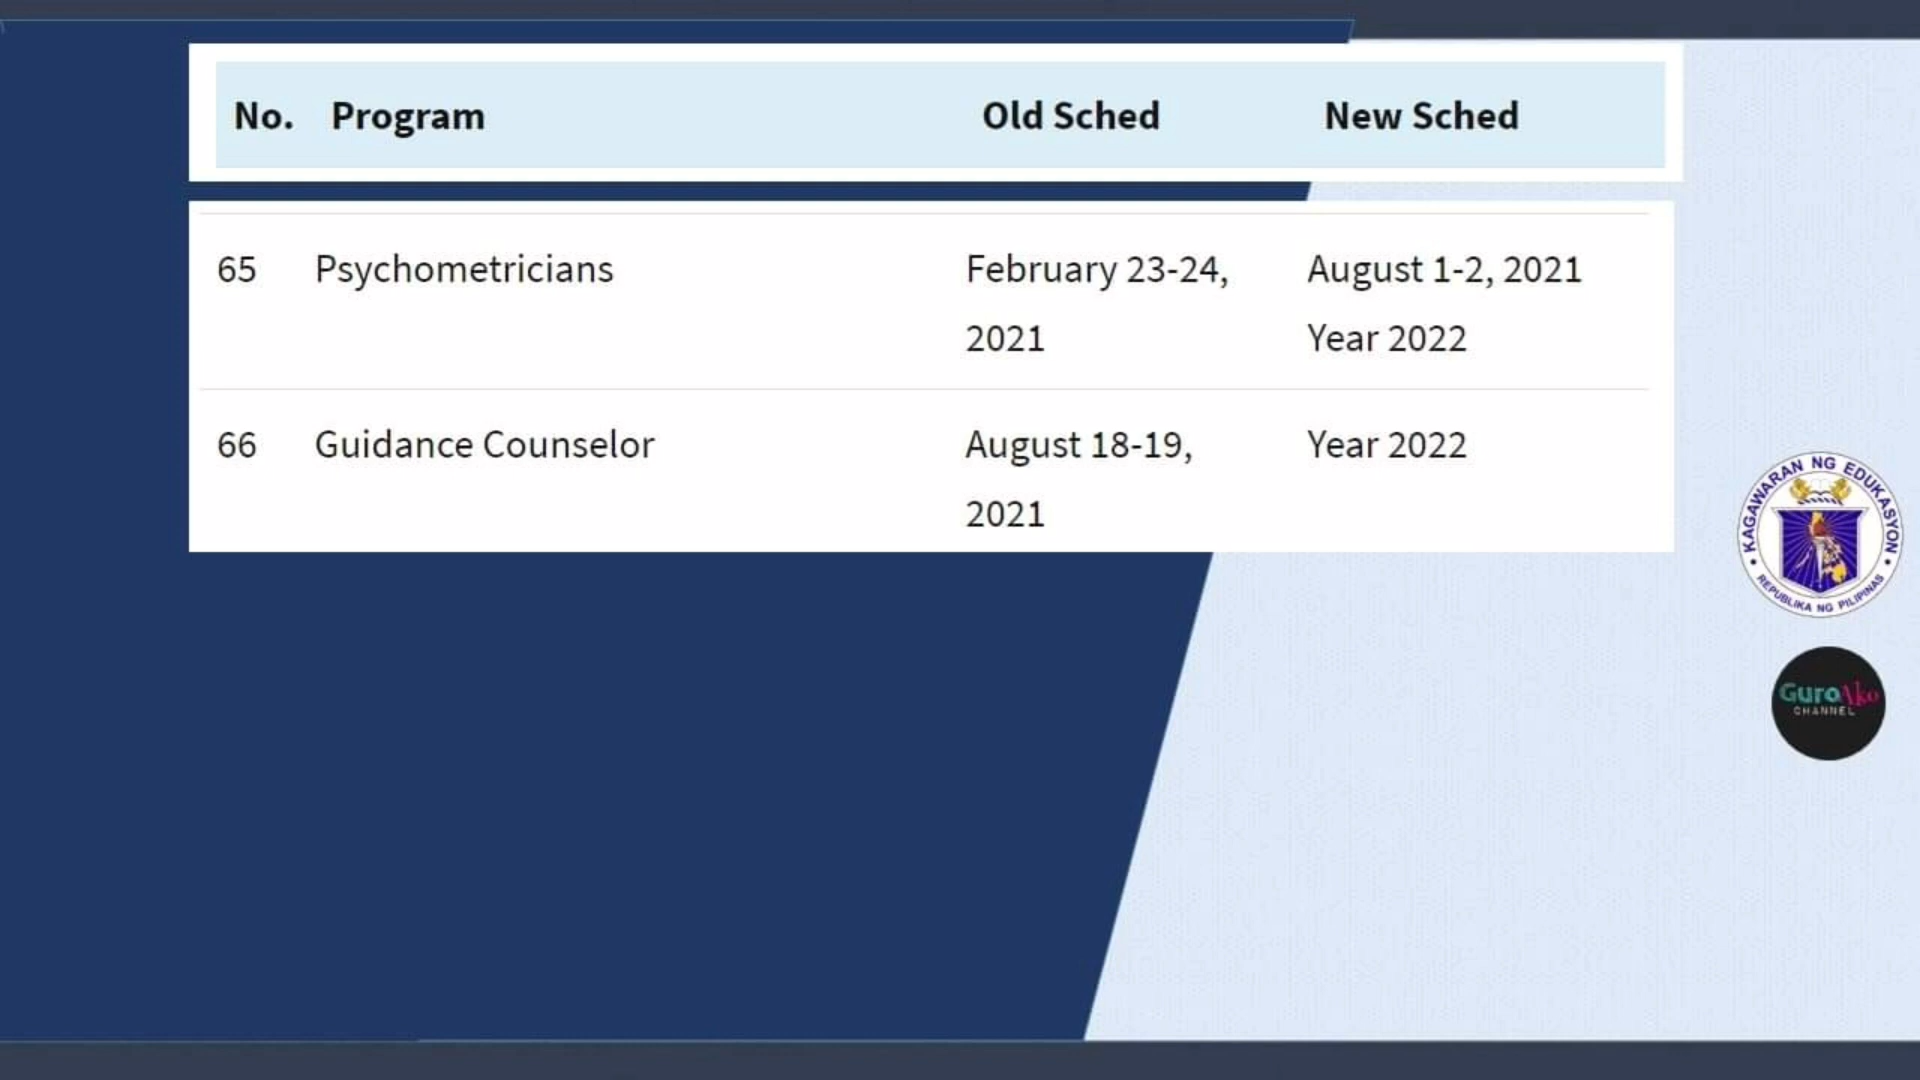 No. Program Old Sched New Sched
65 Psychometricians February 23-24, August 1-2, 2021
2021 Year 2022
66 Guidance Counselor August 18-19, Year 2022
2021
KAGAWARAN NG EDUKASYON
REPUBLIKA NG PILIPINAS
GuroAko
CHANNEL